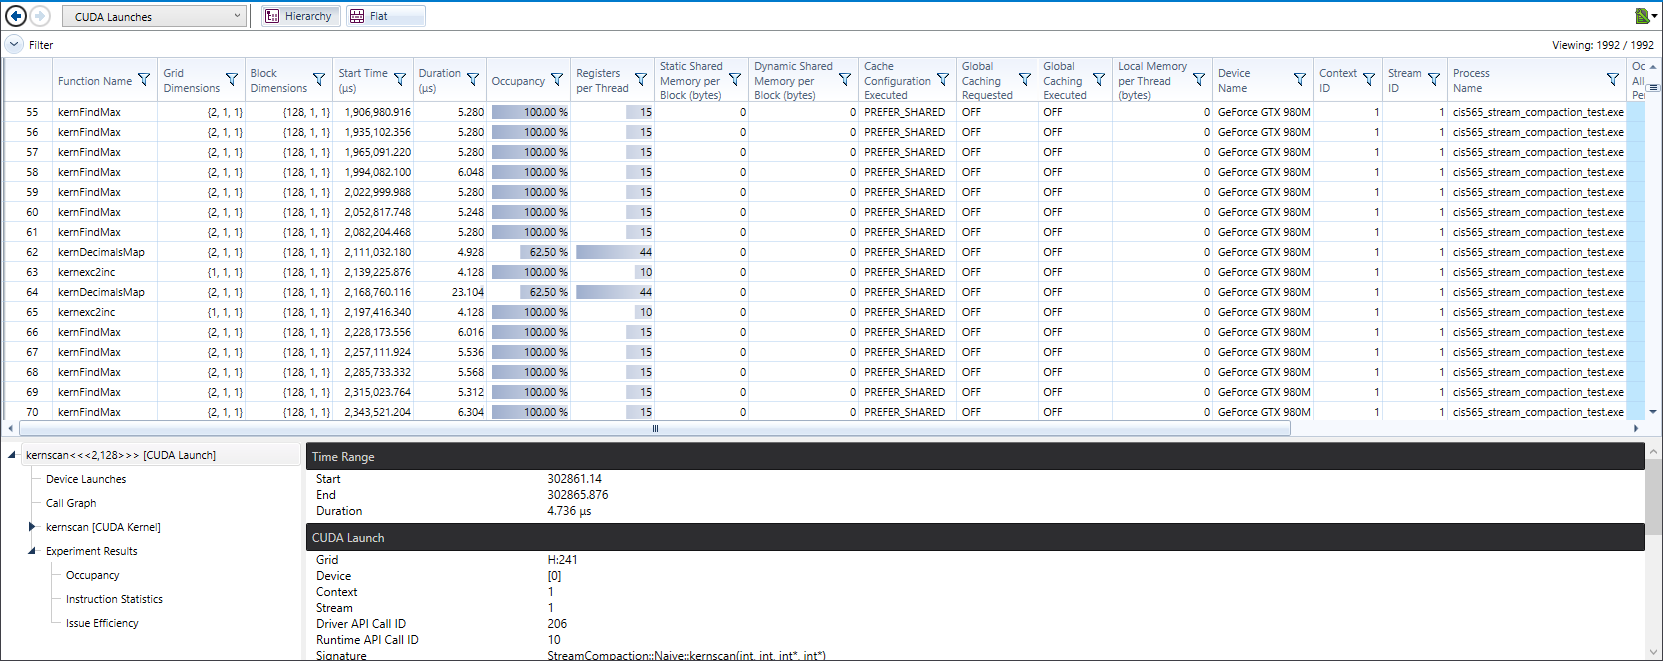 CUDA Launches Hierarchy Flat
Filter Viewing: 1992 / 1992
Function Name Grid Dimensions Block Dimensions Start Time (μs) Duration (μs) Occupancy Registers per Thread Static Shared Memory per Block (bytes) Dynamic Shared Memory per Block (bytes) Cache Configuration Executed Global Caching Requested Global Caching Executed Local Memory per Thread (bytes) Device Name Context ID Stream ID Process Name Oc All Pe
55 kernFindMax {2, 1, 1} {128, 1, 1} 1,906,980.916 5.280 100.00 % 15 0 0 PREFER_SHARED OFF OFF 0 GeForce GTX 980M 1 1 cis565_stream_compaction_test.exe
56 kernFindMax {2, 1, 1} {128, 1, 1} 1,935,102.356 5.280 100.00 % 15 0 0 PREFER_SHARED OFF OFF 0 GeForce GTX 980M 1 1 cis565_stream_compaction_test.exe
57 kernFindMax {2, 1, 1} {128, 1, 1} 1,965,091.220 5.280 100.00 % 15 0 0 PREFER_SHARED OFF OFF 0 GeForce GTX 980M 1 1 cis565_stream_compaction_test.exe
58 kernFindMax {2, 1, 1} {128, 1, 1} 1,994,082.100 6.048 100.00 % 15 0 0 PREFER_SHARED OFF OFF 0 GeForce GTX 980M 1 1 cis565_stream_compaction_test.exe
59 kernFindMax {2, 1, 1} {128, 1, 1} 2,022,999.988 5.280 100.00 % 15 0 0 PREFER_SHARED OFF OFF 0 GeForce GTX 980M 1 1 cis565_stream_compaction_test.exe
60 kernFindMax {2, 1, 1} {128, 1, 1} 2,052,817.748 5.248 100.00 % 15 0 0 PREFER_SHARED OFF OFF 0 GeForce GTX 980M 1 1 cis565_stream_compaction_test.exe
61 kernFindMax {2, 1, 1} {128, 1, 1} 2,082,204.468 5.280 100.00 % 15 0 0 PREFER_SHARED OFF OFF 0 GeForce GTX 980M 1 1 cis565_stream_compaction_test.exe
62 kernDecimalsMap {2, 1, 1} {128, 1, 1} 2,111,032.180 4.928 62.50 % 44 0 0 PREFER_SHARED OFF OFF 0 GeForce GTX 980M 1 1 cis565_stream_compaction_test.exe
63 kernexc2inc {1, 1, 1} {128, 1, 1} 2,139,225.876 4.128 100.00 % 10 0 0 PREFER_SHARED OFF OFF 0 GeForce GTX 980M 1 1 cis565_stream_compaction_test.exe
64 kernDecimalsMap {2, 1, 1} {128, 1, 1} 2,168,760.116 23.104 62.50 % 44 0 0 PREFER_SHARED OFF OFF 0 GeForce GTX 980M 1 1 cis565_stream_compaction_test.exe
65 kernexc2inc {1, 1, 1} {128, 1, 1} 2,197,416.340 4.128 100.00 % 10 0 0 PREFER_SHARED OFF OFF 0 GeForce GTX 980M 1 1 cis565_stream_compaction_test.exe
66 kernFindMax {2, 1, 1} {128, 1, 1} 2,228,173.556 6.016 100.00 % 15 0 0 PREFER_SHARED OFF OFF 0 GeForce GTX 980M 1 1 cis565_stream_compaction_test.exe
67 kernFindMax {2, 1, 1} {128, 1, 1} 2,257,111.924 5.536 100.00 % 15 0 0 PREFER_SHARED OFF OFF 0 GeForce GTX 980M 1 1 cis565_stream_compaction_test.exe
68 kernFindMax {2, 1, 1} {128, 1, 1} 2,285,733.332 5.568 100.00 % 15 0 0 PREFER_SHARED OFF OFF 0 GeForce GTX 980M 1 1 cis565_stream_compaction_test.exe
69 kernFindMax {2, 1, 1} {128, 1, 1} 2,315,023.764 5.312 100.00 % 15 0 0 PREFER_SHARED OFF OFF 0 GeForce GTX 980M 1 1 cis565_stream_compaction_test.exe
70 kernFindMax {2, 1, 1} {128, 1, 1} 2,343,521.204 6.304 100.00 % 15 0 0 PREFER_SHARED OFF OFF 0 GeForce GTX 980M 1 1 cis565_stream_compaction_test.exe
kernscan<<<2,128>>> [CUDA Launch]
Device Launches
Call Graph
kernscan [CUDA Kernel]
Experiment Results
Occupancy
Instruction Statistics
Issue Efficiency
Time Range
Start 302861.14
End 302865.876
Duration 4.736 μs
CUDA Launch
Grid H:241
Device [0]
Context 1
Stream 1
Driver API Call ID 206
Runtime API Call ID 10
Signature StreamCompaction::Naive::kernscan(int, int, int*, int*)